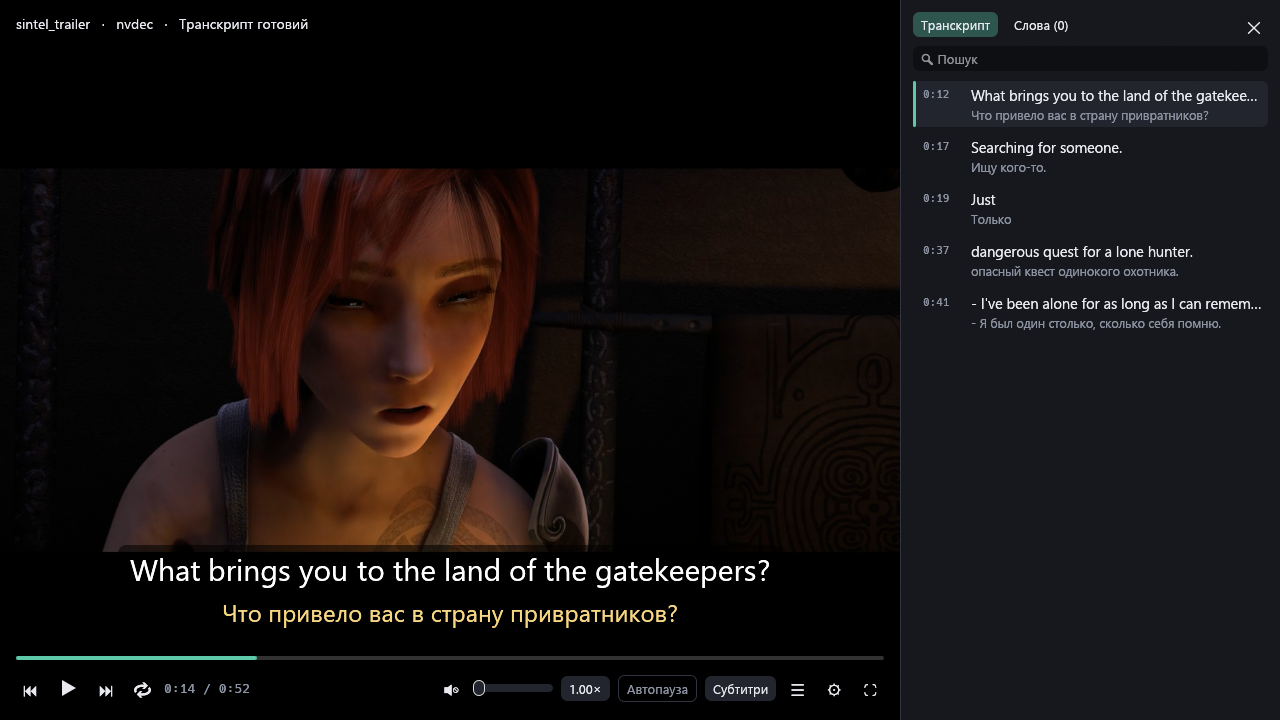 sintel_trailer · nvdec · Транскрипт готовий
What brings you to the land of the gatekeepers?
Что привело вас в страну привратников?
0:14 / 0:52
1.00×
Автопауза
Субтитри
Транскрипт
Слова (0)
Пошук
0:12 What brings you to the land of the gatekee...
Что привело вас в страну привратников?
0:17 Searching for someone.
Ищу кого-то.
0:19 Just
Только
0:37 dangerous quest for a lone hunter.
опасный квест одинокого охотника.
0:41 - I've been alone for as long as I can remem...
- Я был один столько, сколько себя помню.